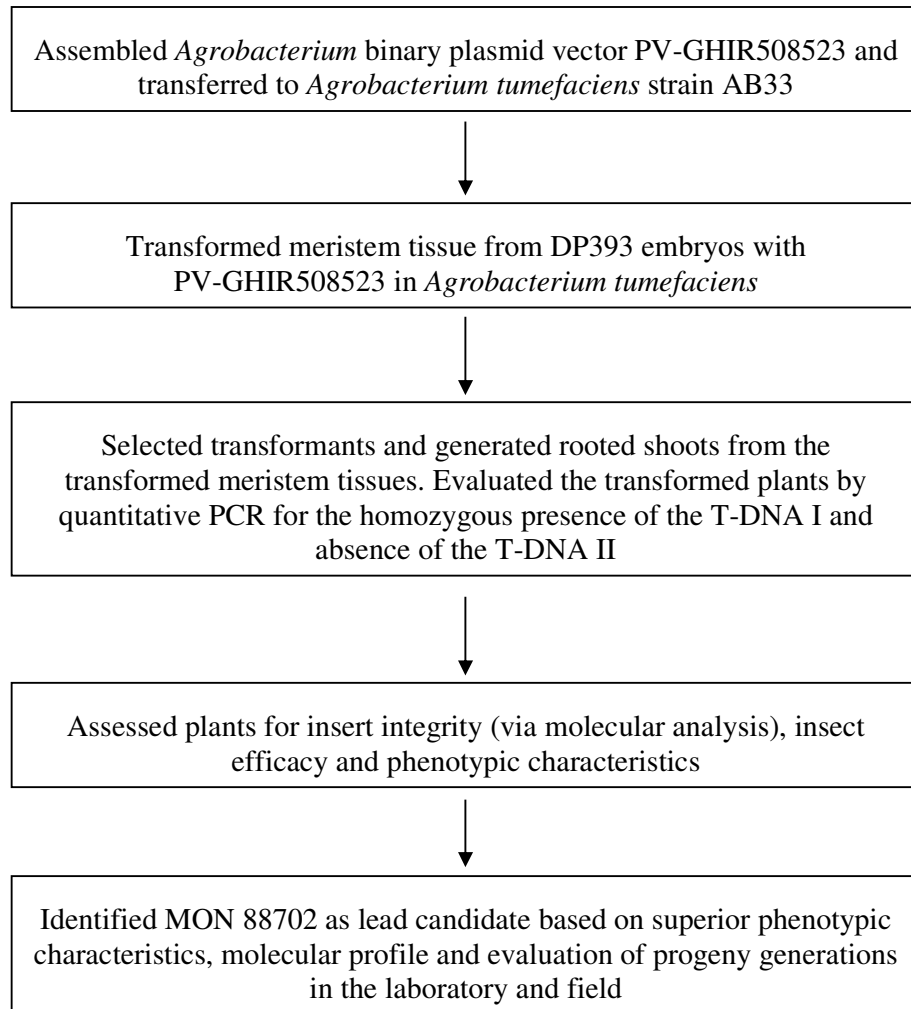 Assembled Agrobacterium binary plasmid vector PV-GHIR508523 and
transferred to Agrobacterium tumefaciens strain AB33
Transformed meristem tissue from DP393 embryos with
PV-GHIR508523 in Agrobacterium tumefaciens
Selected transformants and generated rooted shoots from the
transformed meristem tissues. Evaluated the transformed plants by
quantitative PCR for the homozygous presence of the T-DNA I and
absence of the T-DNA II
Assessed plants for insert integrity (via molecular analysis), insect
efficacy and phenotypic characteristics
Identified MON 88702 as lead candidate based on superior phenotypic
characteristics, molecular profile and evaluation of progeny generations
in the laboratory and field